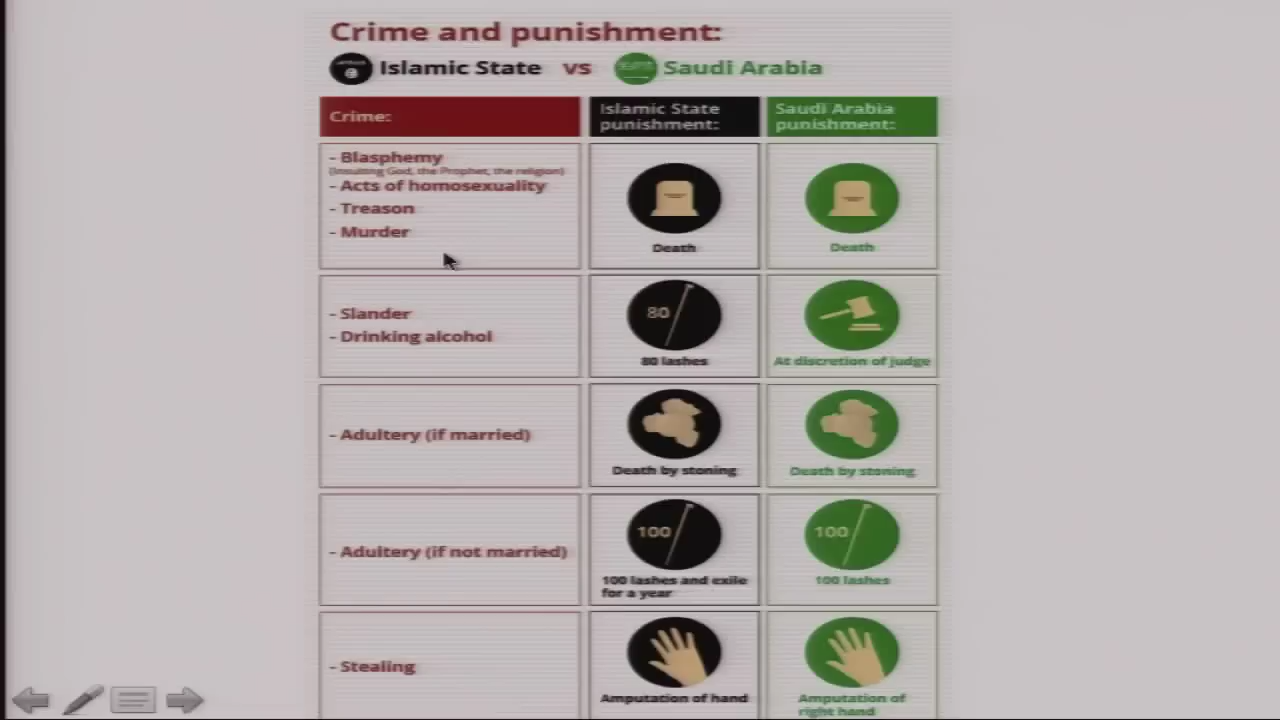 Crime and punishment:
Islamic State vs Saudi Arabia
Crime:
Islamic State
punishment:
Saudi Arabia
punishment:
- Blasphemy
(Insulting God, the Prophet, the religion)
- Acts of homosexuality
- Treason
- Murder
Death
Death
- Slander
- Drinking alcohol
80
80 lashes
At discretion of judge
- Adultery (if married)
Death by stoning
Death by stoning
- Adultery (if not married)
100
100 lashes and exile
for a year
100
100 lashes
- Stealing
Amputation of hand
Amputation of
right hand